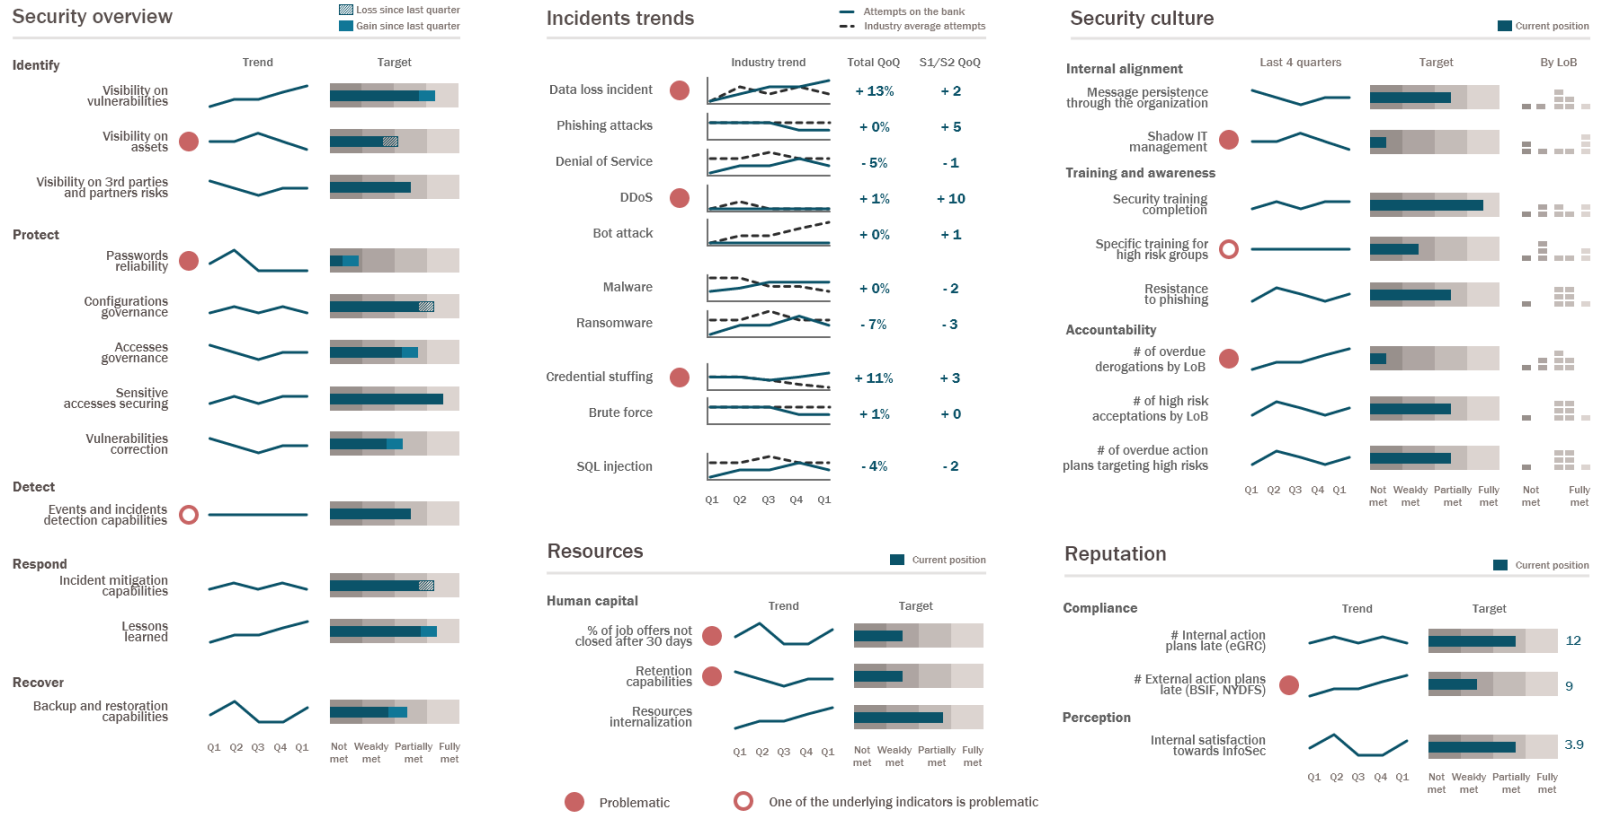 Security overview
Loss since last quarter
Gain since last quarter
Identify
Trend
Target
Visibility on
vulnerabilities
Visibility on
assets
Visibility on 3rd parties
and partners risks
Protect
Passwords
reliability
Configurations
governance
Accesses
governance
Sensitive
accesses securing
Vulnerabilities
correction
Detect
Events and incidents
detection capabilities
Respond
Incident mitigation
capabilities
Lessons
learned
Recover
Backup and restoration
capabilities
Q1 Q2 Q3 Q4 Q1
Not Weakly Partially Fully
met met met met
Incidents trends
Attempts on the bank
Industry average attempts
Industry trend Total QoQ S1/S2 QoQ
Data loss incident + 13% + 2
Phishing attacks + 0% + 5
Denial of Service - 5% - 1
DDoS + 1% + 10
Bot attack + 0% + 1
Malware + 0% - 2
Ransomware - 7% - 3
Credential stuffing + 11% + 3
Brute force + 1% + 0
SQL injection - 4% - 2
Q1 Q2 Q3 Q4 Q1
Resources
Current position
Human capital
Trend
Target
% of job offers not
closed after 30 days
Retention
capabilities
Resources
internalization
Q1 Q2 Q3 Q4 Q1
Not Weakly Partially Fully
met met met met
Problematic
One of the underlying indicators is problematic
Security culture
Current position
Last 4 quarters Target By LoB
Internal alignment
Message persistence
through the organization
Shadow IT
management
Training and awareness
Security training
completion
Specific training for
high risk groups
Resistance
to phishing
Accountability
# of overdue
derogations by LoB
# of high risk
acceptations by LoB
# of overdue action
plans targeting high risks
Q1 Q2 Q3 Q4 Q1
Not Weakly Partially Fully
met met met met
Not Fully
met met
Reputation
Current position
Compliance
Trend
Target
# Internal action
plans late (eGRC)
12
# External action plans
late (BSIF, NYDFS)
9
Perception
Internal satisfaction
towards InfoSec
3.9
Q1 Q2 Q3 Q4 Q1
Not Weakly Partially Fully
met met met met